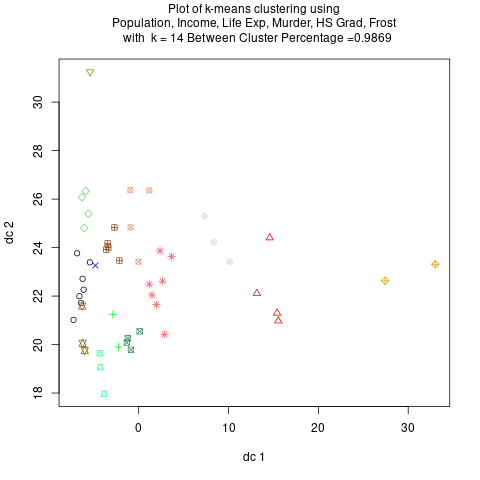 Plot of k-means clustering using
Population, Income, Life Exp, Murder, HS Grad, Frost
with k = 14 Between Cluster Percentage =0.9869
30
28
26
24
22
20
18
dc 2
0 10 20 30
dc 1